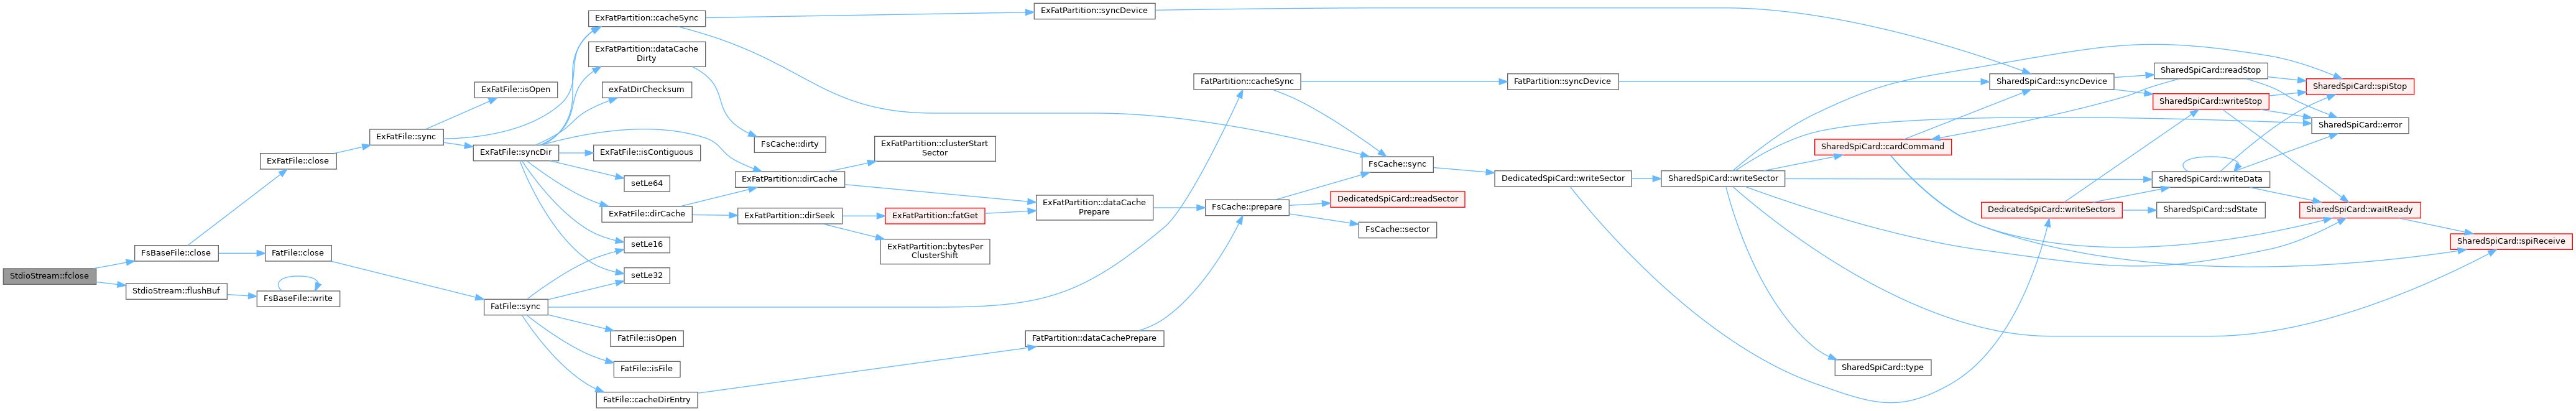 StdioStream::fclose
FsBaseFile::close
StdioStream::flushBuf
ExFatFile::close
FatFile::close
FsBaseFile::write
ExFatFile::sync
ExFatFile::isOpen
ExFatFile::syncDir
FatFile::sync
ExFatPartition::cacheSync
ExFatPartition::dataCache
Dirty
exFatDirChecksum
ExFatFile::isContiguous
setLe64
ExFatFile::dirCache
setLe16
setLe32
FatFile::isOpen
FatFile::isFile
FatFile::cacheDirEntry
FsCache::dirty
ExFatPartition::dirCache
ExFatPartition::dirSeek
ExFatPartition::clusterStart
Sector
ExFatPartition::fatGet
ExFatPartition::bytesPer
ClusterShift
ExFatPartition::syncDevice
ExFatPartition::dataCache
Prepare
FatPartition::dataCachePrepare
FatPartition::cacheSync
FsCache::prepare
FsCache::sync
DedicatedSpiCard::readSector
FsCache::sector
FatPartition::syncDevice
DedicatedSpiCard::writeSector
SharedSpiCard::writeSector
SharedSpiCard::cardCommand
SharedSpiCard::type
SharedSpiCard::syncDevice
DedicatedSpiCard::writeSectors
SharedSpiCard::readStop
SharedSpiCard::writeStop
SharedSpiCard::writeData
SharedSpiCard::sdState
SharedSpiCard::spiStop
SharedSpiCard::error
SharedSpiCard::waitReady
SharedSpiCard::spiReceive